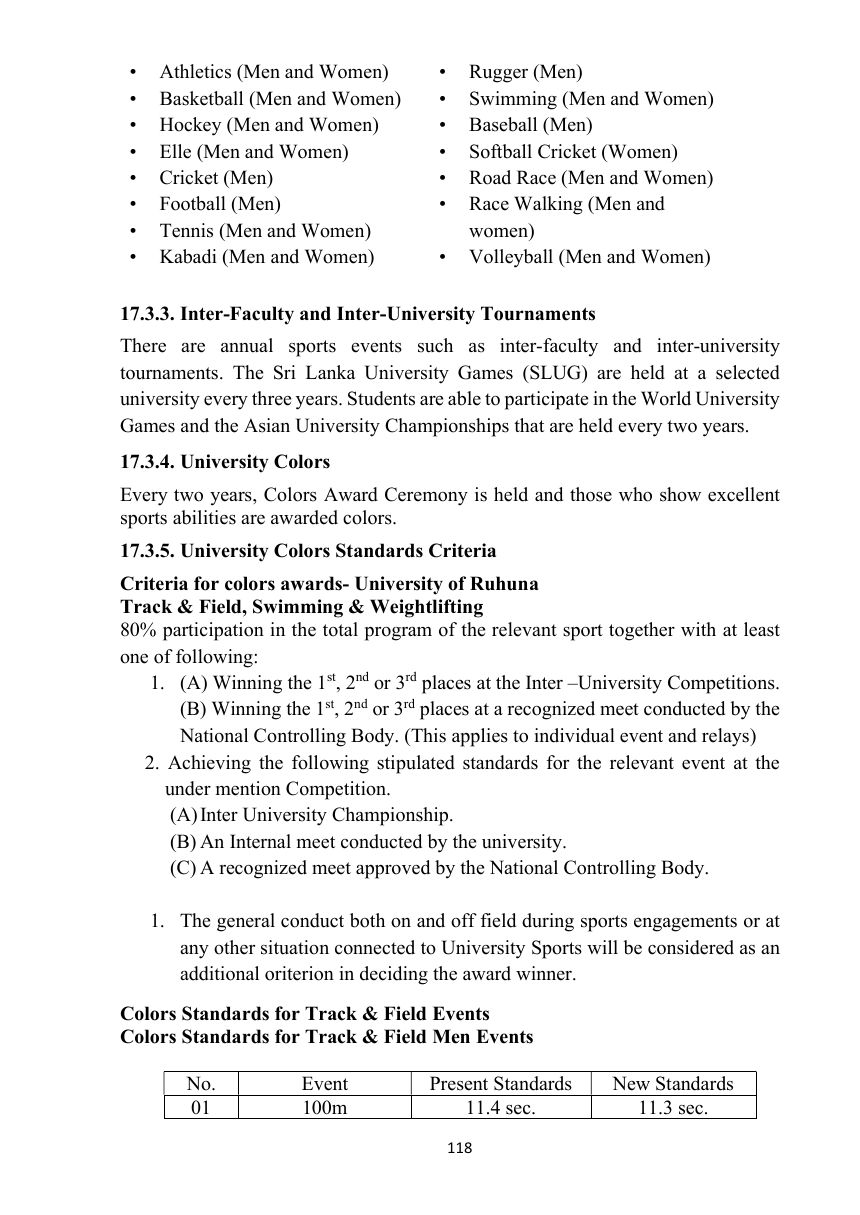 • Athletics (Men and Women)
• Basketball (Men and Women)
• Hockey (Men and Women)
• Elle (Men and Women)
• Cricket (Men)
• Football (Men)
• Tennis (Men and Women)
• Kabadi (Men and Women)
• Rugger (Men)
• Swimming (Men and Women)
• Baseball (Men)
• Softball Cricket (Women)
• Road Race (Men and Women)
• Race Walking (Men and
women)
• Volleyball (Men and Women)
17.3.3. Inter-Faculty and Inter-University Tournaments
There are annual sports events such as inter-faculty and inter-university
tournaments. The Sri Lanka University Games (SLUG) are held at a selected
university every three years. Students are able to participate in the World University
Games and the Asian University Championships that are held every two years.
17.3.4. University Colors
Every two years, Colors Award Ceremony is held and those who show excellent
sports abilities are awarded colors.
17.3.5. University Colors Standards Criteria
Criteria for colors awards- University of Ruhuna
Track & Field, Swimming & Weightlifting
80% participation in the total program of the relevant sport together with at least
one of following:
1. (A) Winning the 1st, 2nd or 3rd places at the Inter –University Competitions.
(B) Winning the 1st, 2nd or 3rd places at a recognized meet conducted by the
National Controlling Body. (This applies to individual event and relays)
2. Achieving the following stipulated standards for the relevant event at the
under mention Competition.
(A) Inter University Championship.
(B) An Internal meet conducted by the university.
(C) A recognized meet approved by the National Controlling Body.
1. The general conduct both on and off field during sports engagements or at
any other situation connected to University Sports will be considered as an
additional oriterion in deciding the award winner.
Colors Standards for Track & Field Events
Colors Standards for Track & Field Men Events
No. Event Present Standards New Standards
01 100m 11.4 sec. 11.3 sec.
118